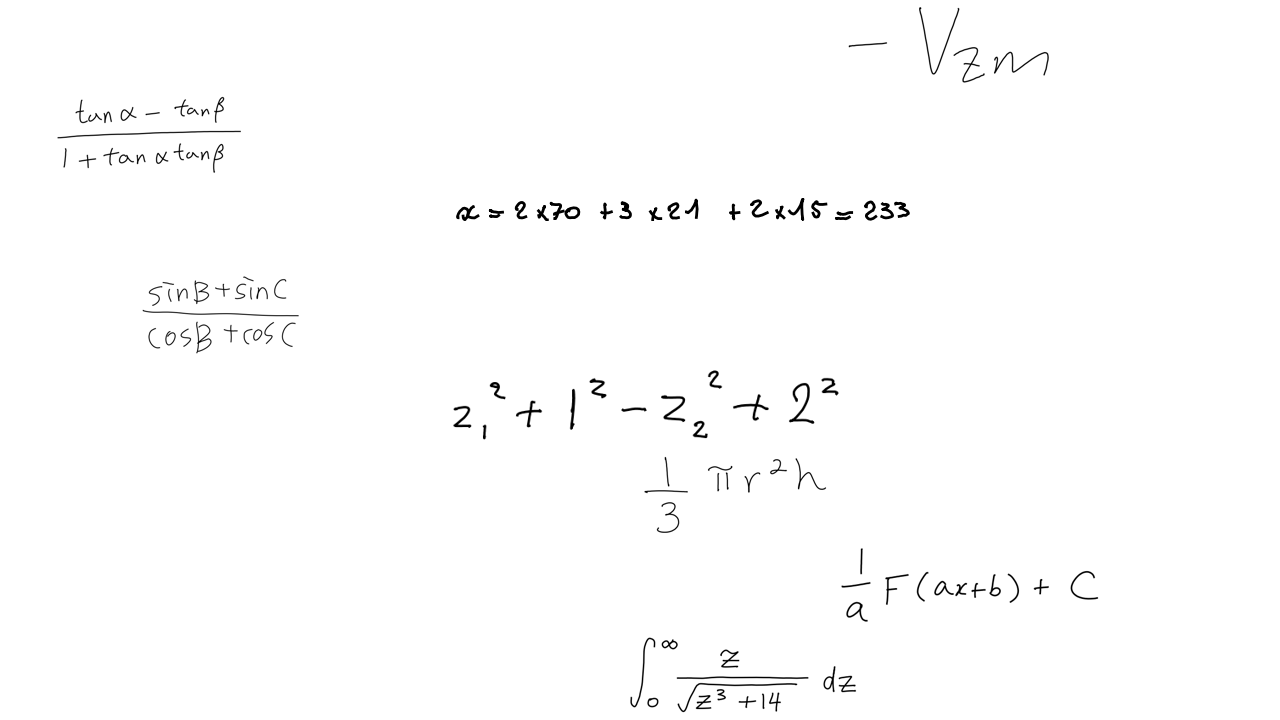 $- V_{zm}$
$\frac{\tan \alpha - \tan \beta}{1 + \tan \alpha \tan \beta}$
$x = 2 \times 70 + 3 \times 21 + 2 \times 15 = 233$
$\frac{\sin B + \sin C}{\cos B + \cos C}$
$z_1^2 + 1^2 - z_2^2 + 2^2$
$\frac{1}{3} \pi r^2 h$
$\frac{1}{a} F(ax+b) + C$
$\int_0^\infty \frac{z}{\sqrt{z^3 + 14}} dz$